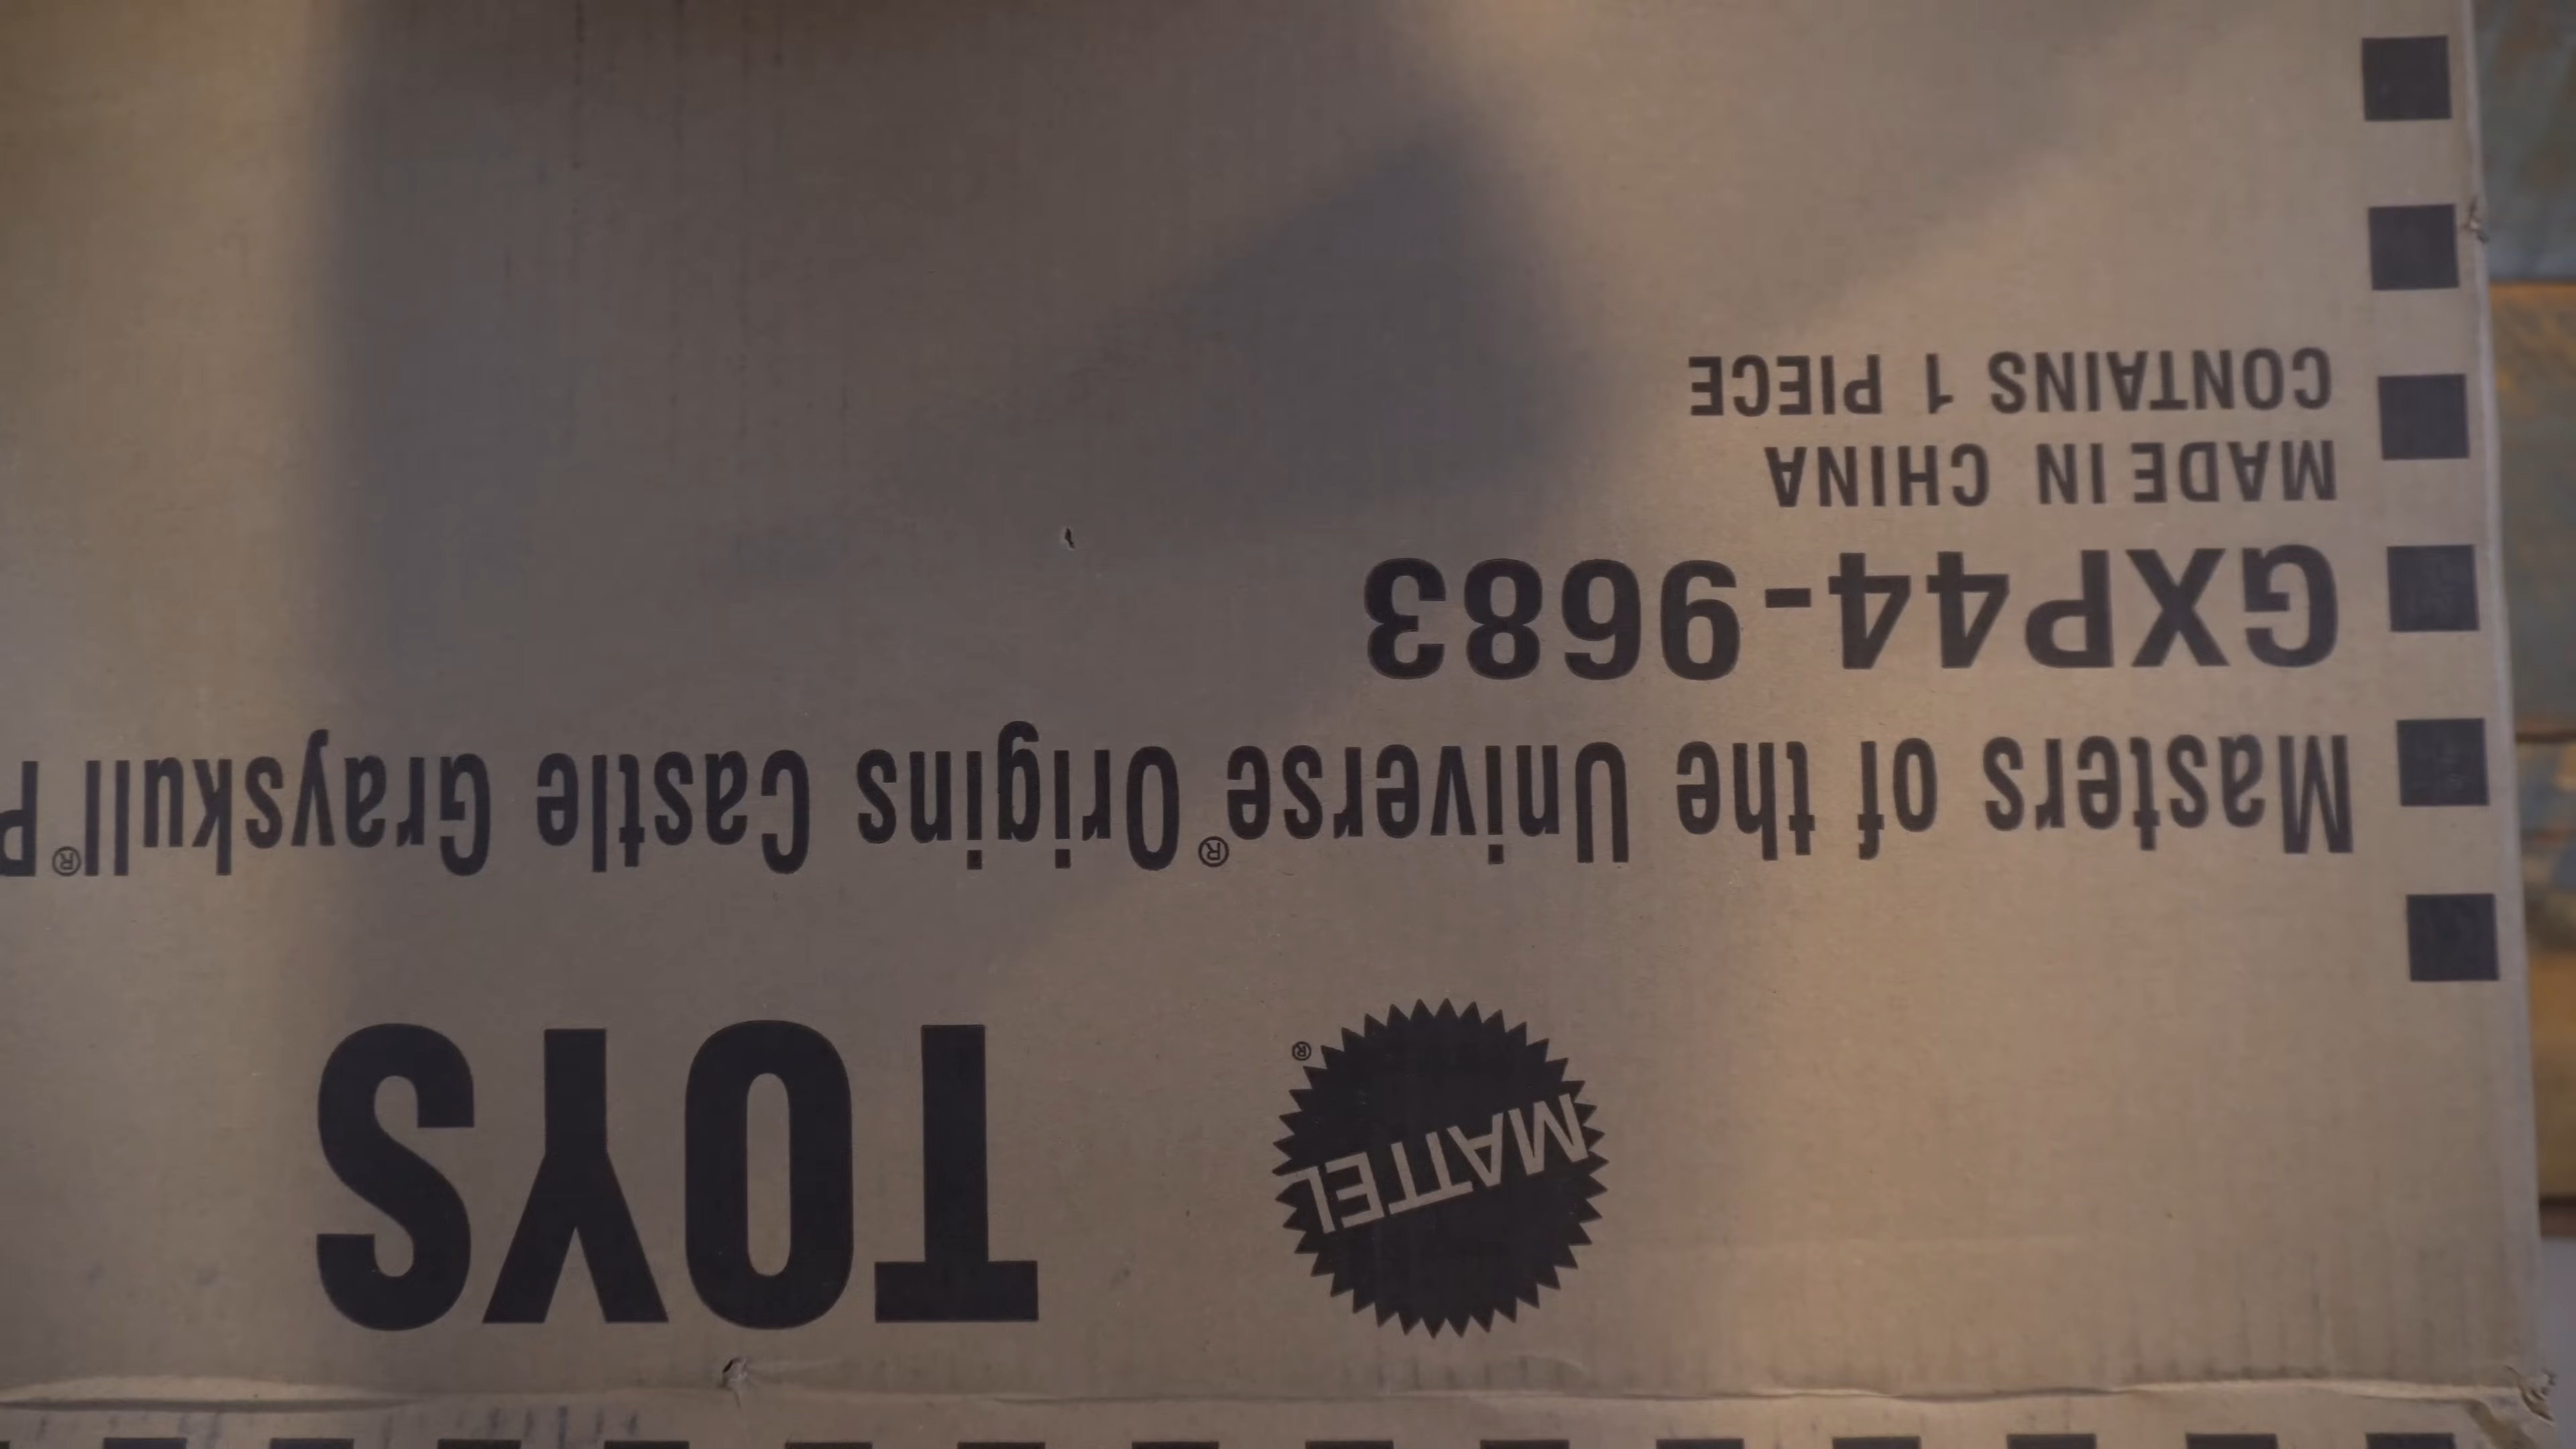 MATTEL® TOYS
Masters of the Universe® Origins Castle Grayskull® P
GXP44-9683
MADE IN CHINA
CONTAINS 1 PIECE